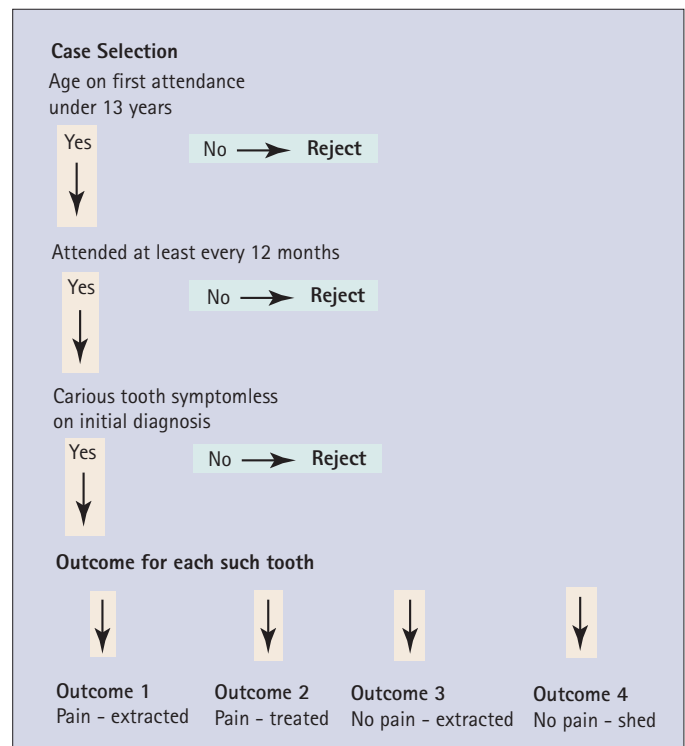 Case Selection
Age on first attendance
under 13 years
Yes
No Reject
Attended at least every 12 months
Yes
No Reject
Carious tooth symptomless
on initial diagnosis
Yes
No Reject
Outcome for each such tooth
Outcome 1 Outcome 2 Outcome 3 Outcome 4
Pain - extracted Pain - treated No pain - extracted No pain - shed